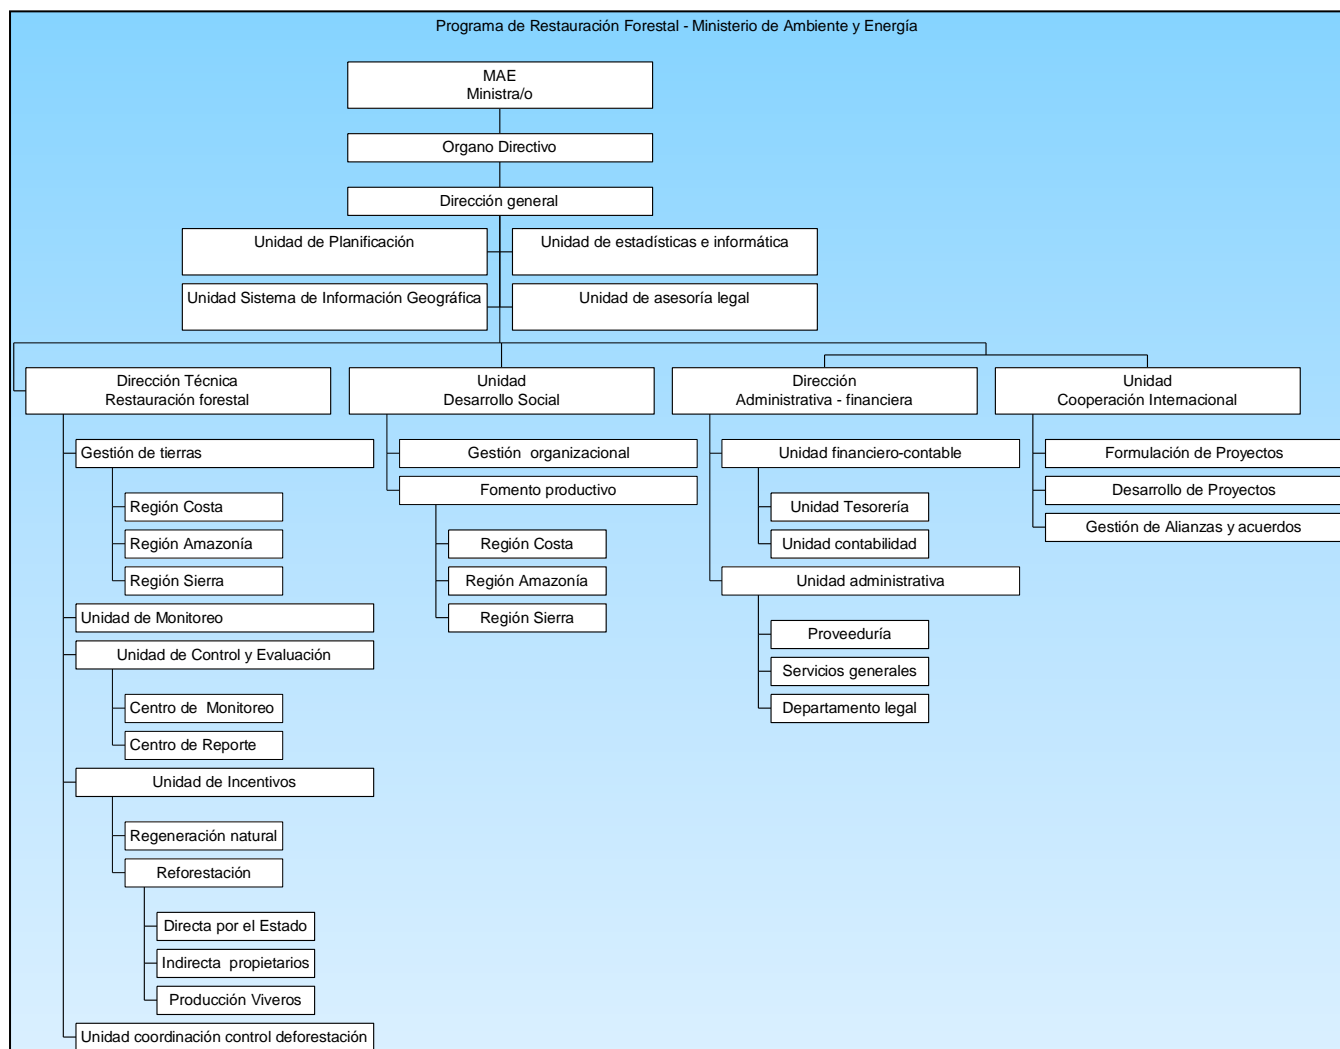 Programa de Restauración Forestal - Ministerio de Ambiente y Energía
MAE
Ministra/o
Organo Directivo
Dirección general
Unidad de Planificación
Unidad de estadísticas e informática
Unidad Sistema de Información Geográfica
Unidad de asesoría legal
Dirección Técnica
Restauración forestal
Gestión de tierras
Región Costa
Región Amazonía
Región Sierra
Unidad de Monitoreo
Unidad de Control y Evaluación
Centro de Monitoreo
Centro de Reporte
Unidad de Incentivos
Regeneración natural
Reforestación
Directa por el Estado
Indirecta propietarios
Producción Viveros
Unidad coordinación control deforestación
Unidad
Desarrollo Social
Gestión organizacional
Fomento productivo
Región Costa
Región Amazonía
Región Sierra
Dirección
Administrativa - financiera
Unidad financiero-contable
Unidad Tesorería
Unidad contabilidad
Unidad administrativa
Proveeduría
Servicios generales
Departamento legal
Unidad
Cooperación Internacional
Formulación de Proyectos
Desarrollo de Proyectos
Gestión de Alianzas y acuerdos